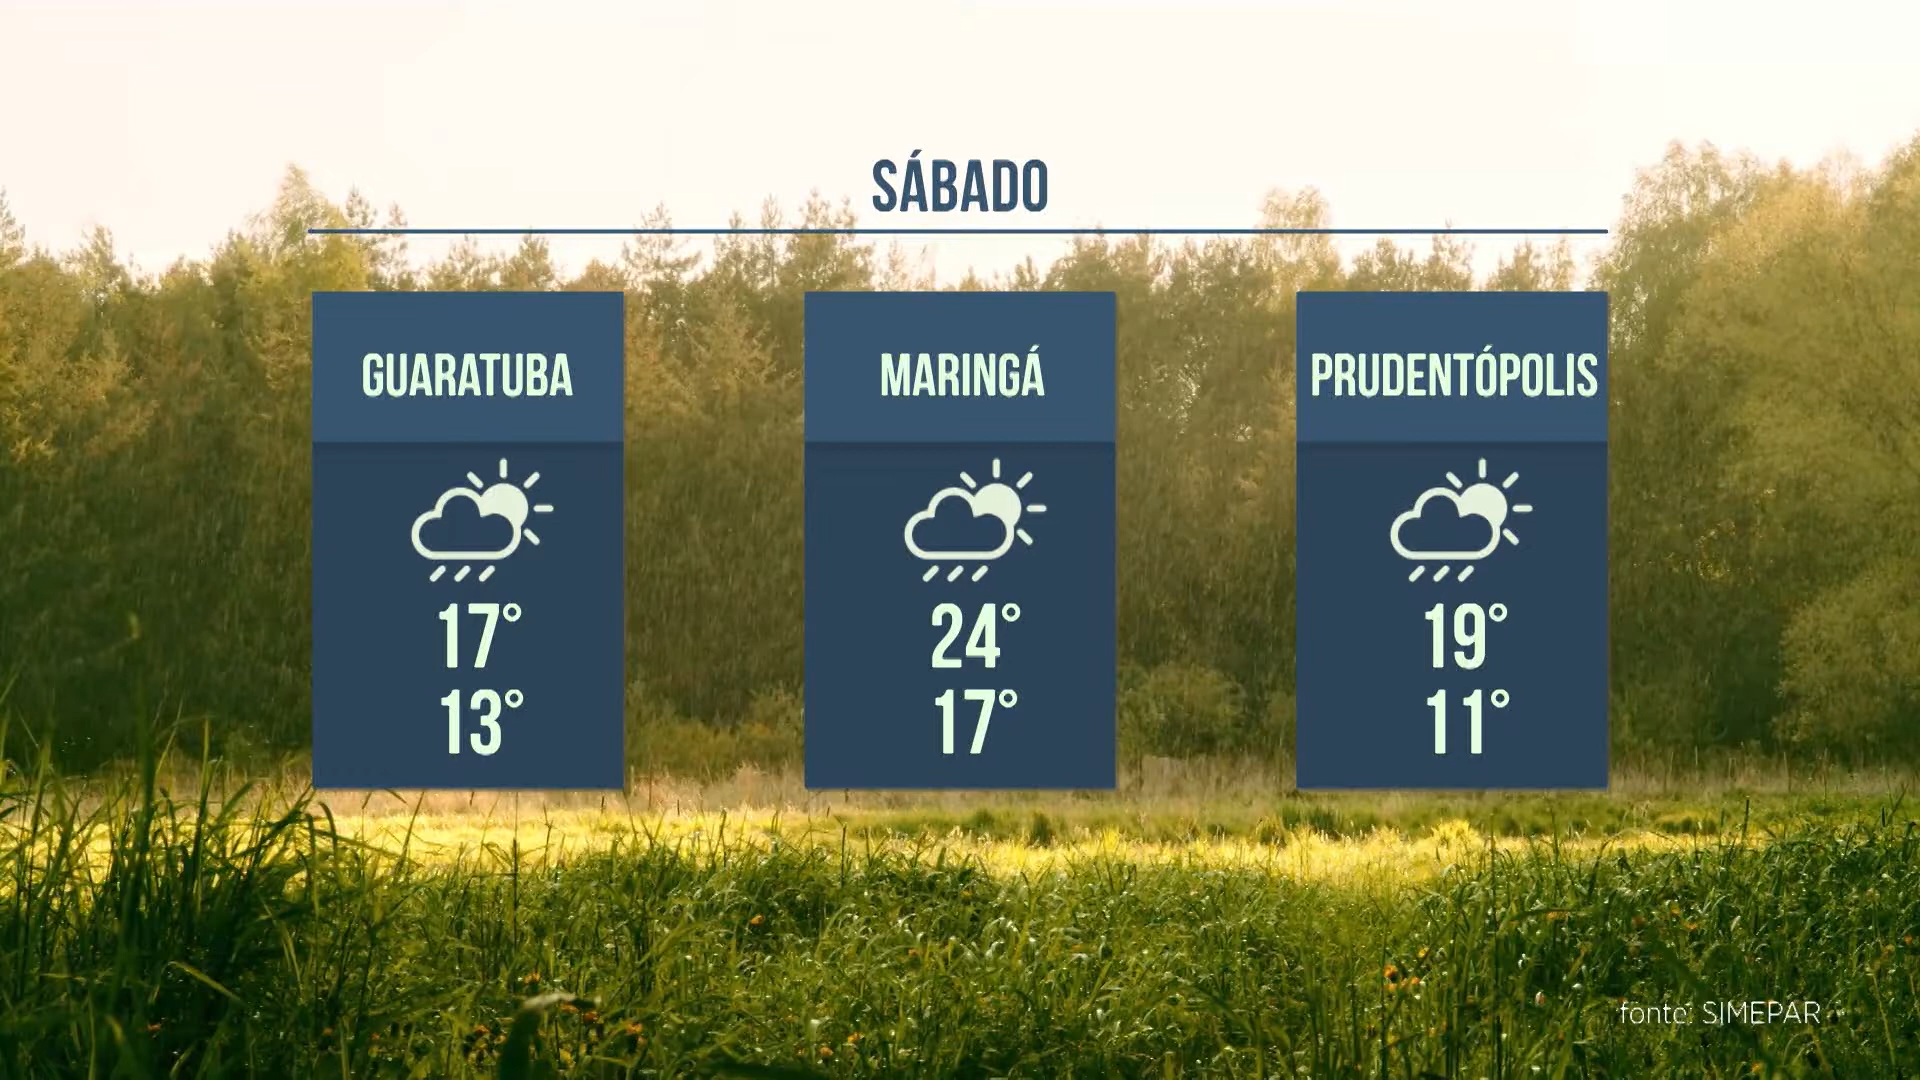 SÁBADO
GUARATUBA
17°
13°
MARINGÁ
24°
17°
PRUDENTÓPOLIS
19°
11°
fonte: SIMEPAR